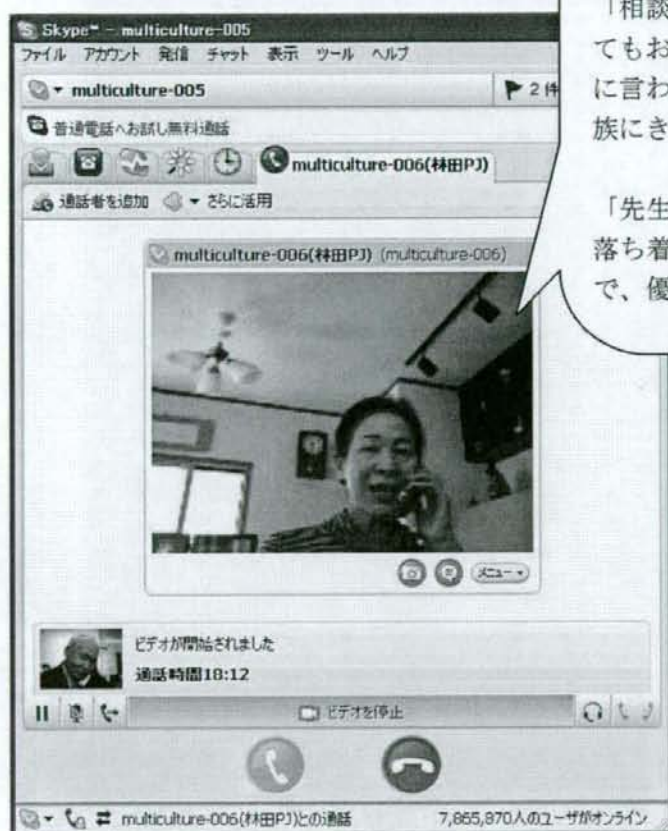 Skype™ - multiculture-005
ファイル アカウント 発信 チャット 表示 ツール ヘルプ
multiculture-005
2 件
普通電話へお試し無料通話
multiculture-006(林田PJ)
通話者を追加 さらに活用
multiculture-006(林田PJ) (multiculture-006)
メニュー
ビデオが開始されました
通話時間18:12
ビデオを停止
multiculture-006(林田PJ)との通話 7,865,870人のユーザがオンライン
「相談
てもお
に言わ
族にき
「先生
落ち着
で、優